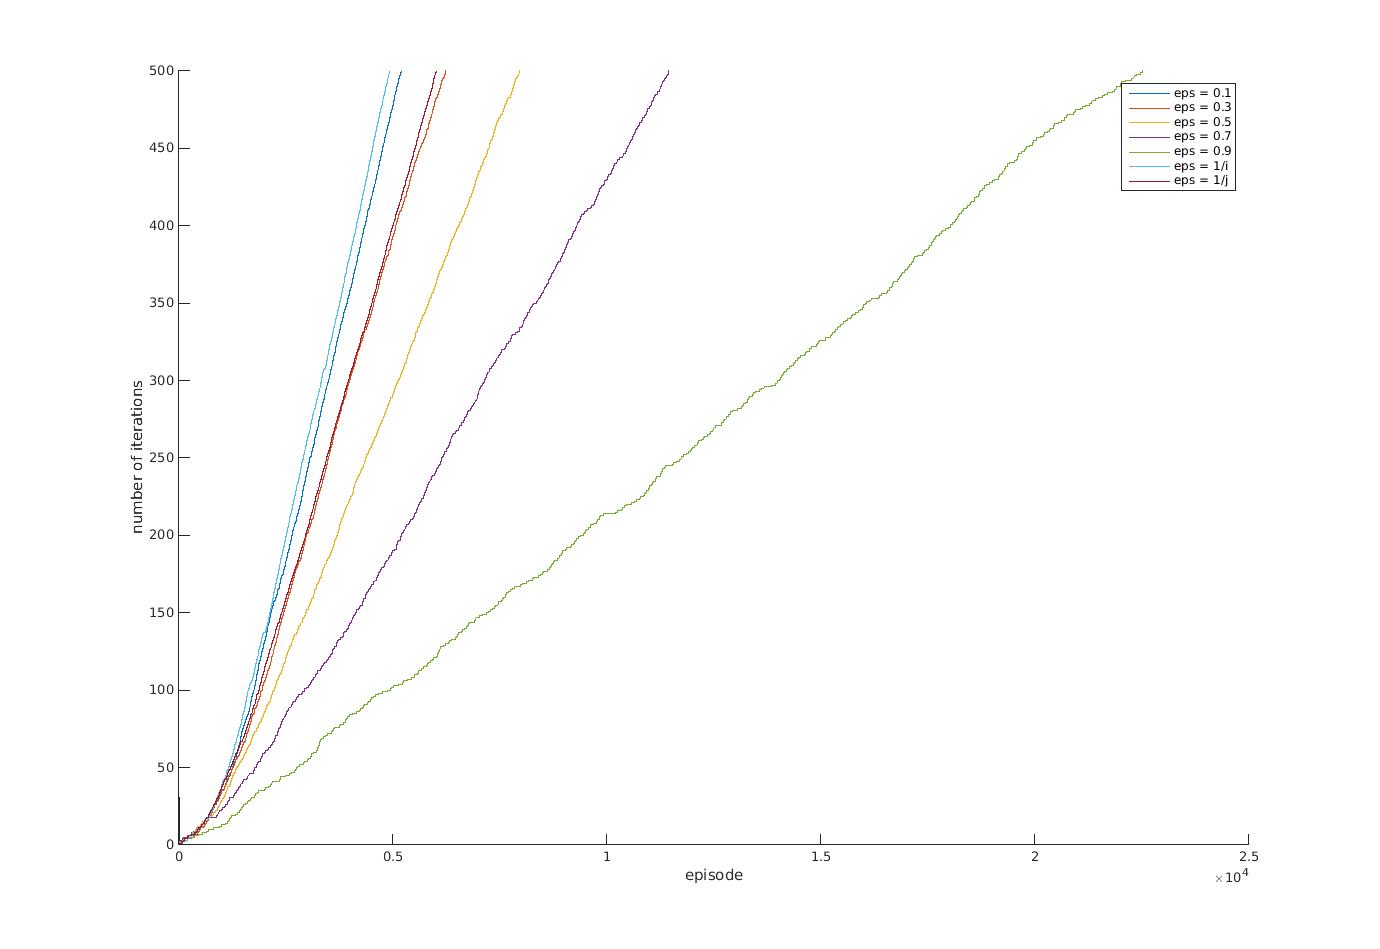 500
450
400
350
300
250
200
150
100
50
0
number of iterations
0 0.5 1 1.5 2 2.5
×10⁴
episode
eps = 0.1
eps = 0.3
eps = 0.5
eps = 0.7
eps = 0.9
eps = 1/i
eps = 1/j